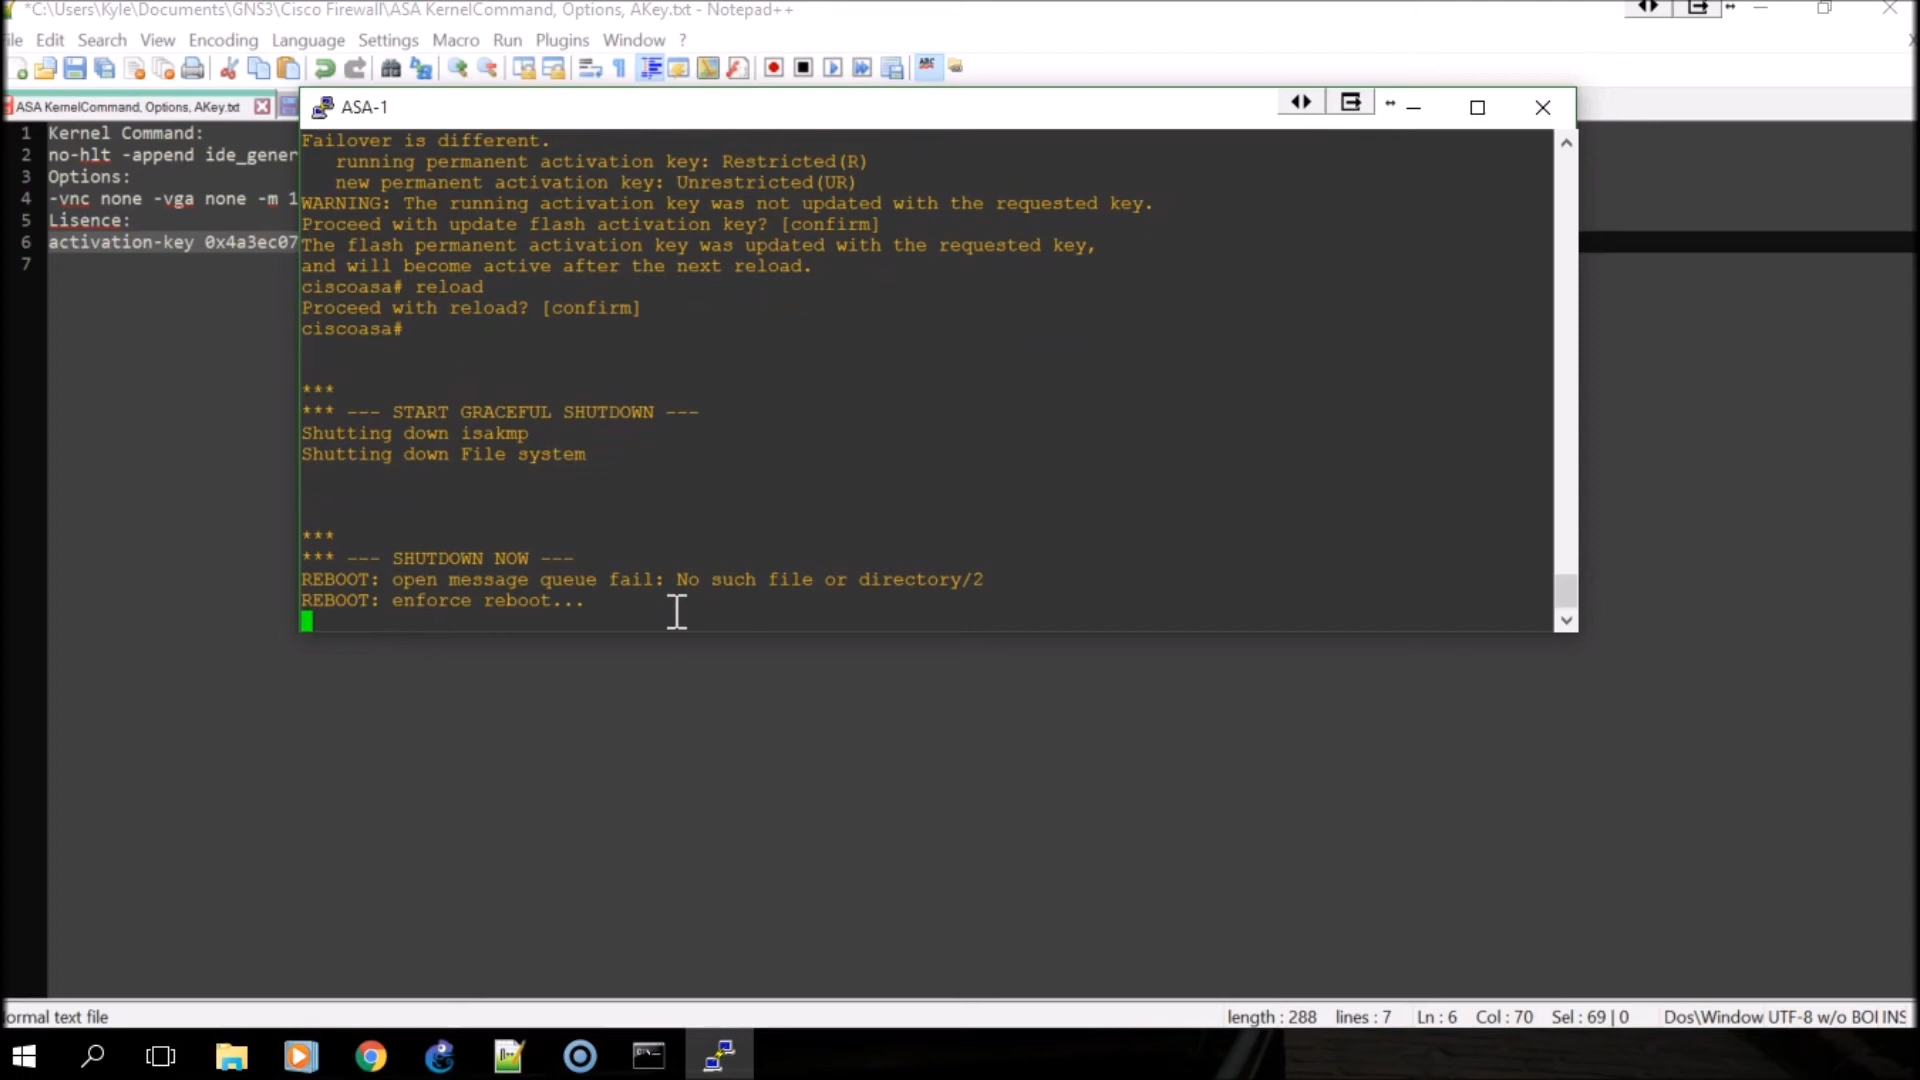 *C:\Users\Kyle\Documents\GNS3\Cisco Firewall\ASA KernelCommand, Options, AKey.txt - Notepad++
ile Edit Search View Encoding Language Settings Macro Run Plugins Window ?
ABC
ASA KernelCommand, Options, AKey.txt
1 Kernel Command:
2 no-hlt -append ide_gener
3 Options:
4 -vnc none -vga none -m 1
5 Lisence:
6 activation-key 0x4a3ec07
7
ASA-1
Failover is different.
running permanent activation key: Restricted(R)
new permanent activation key: Unrestricted(UR)
WARNING: The running activation key was not updated with the requested key.
Proceed with update flash activation key? [confirm]
The flash permanent activation key was updated with the requested key,
and will become active after the next reload.
ciscoasa# reload
Proceed with reload? [confirm]
ciscoasa#
***
*** --- START GRACEFUL SHUTDOWN ---
Shutting down isakmp
Shutting down File system
***
*** --- SHUTDOWN NOW ---
REBOOT: open message queue fail: No such file or directory/2
REBOOT: enforce reboot...
ormal text file length : 288 lines : 7 Ln : 6 Col : 70 Sel : 69 | 0 Dos\Window UTF-8 w/o BOI INS